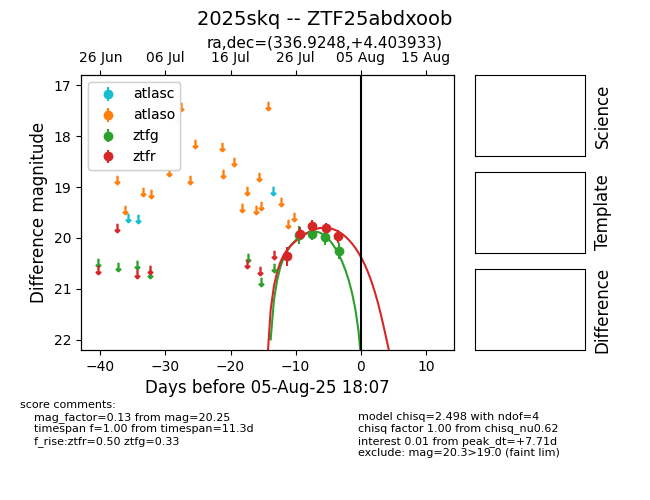 2025skq -- ZTF25abdxoob
ra,dec=(336.9248,+4.403933)
26 Jun 06 Jul 16 Jul 26 Jul 05 Aug 15 Aug
Difference magnitude
17
18
19
20
21
22
atlasc
atlaso
ztfg
ztfr
−40 −30 −20 −10 0 10
Days before 05-Aug-25 18:07
Science
Template
Difference
score comments:
mag_factor=0.13 from mag=20.25
timespan f=1.00 from timespan=11.3d
f_rise:ztfr=0.50 ztfg=0.33
model chisq=2.498 with ndof=4
chisq factor 1.00 from chisq_nu0.62
interest 0.01 from peak_dt=+7.71d
exclude: mag=20.3>19.0 (faint lim)